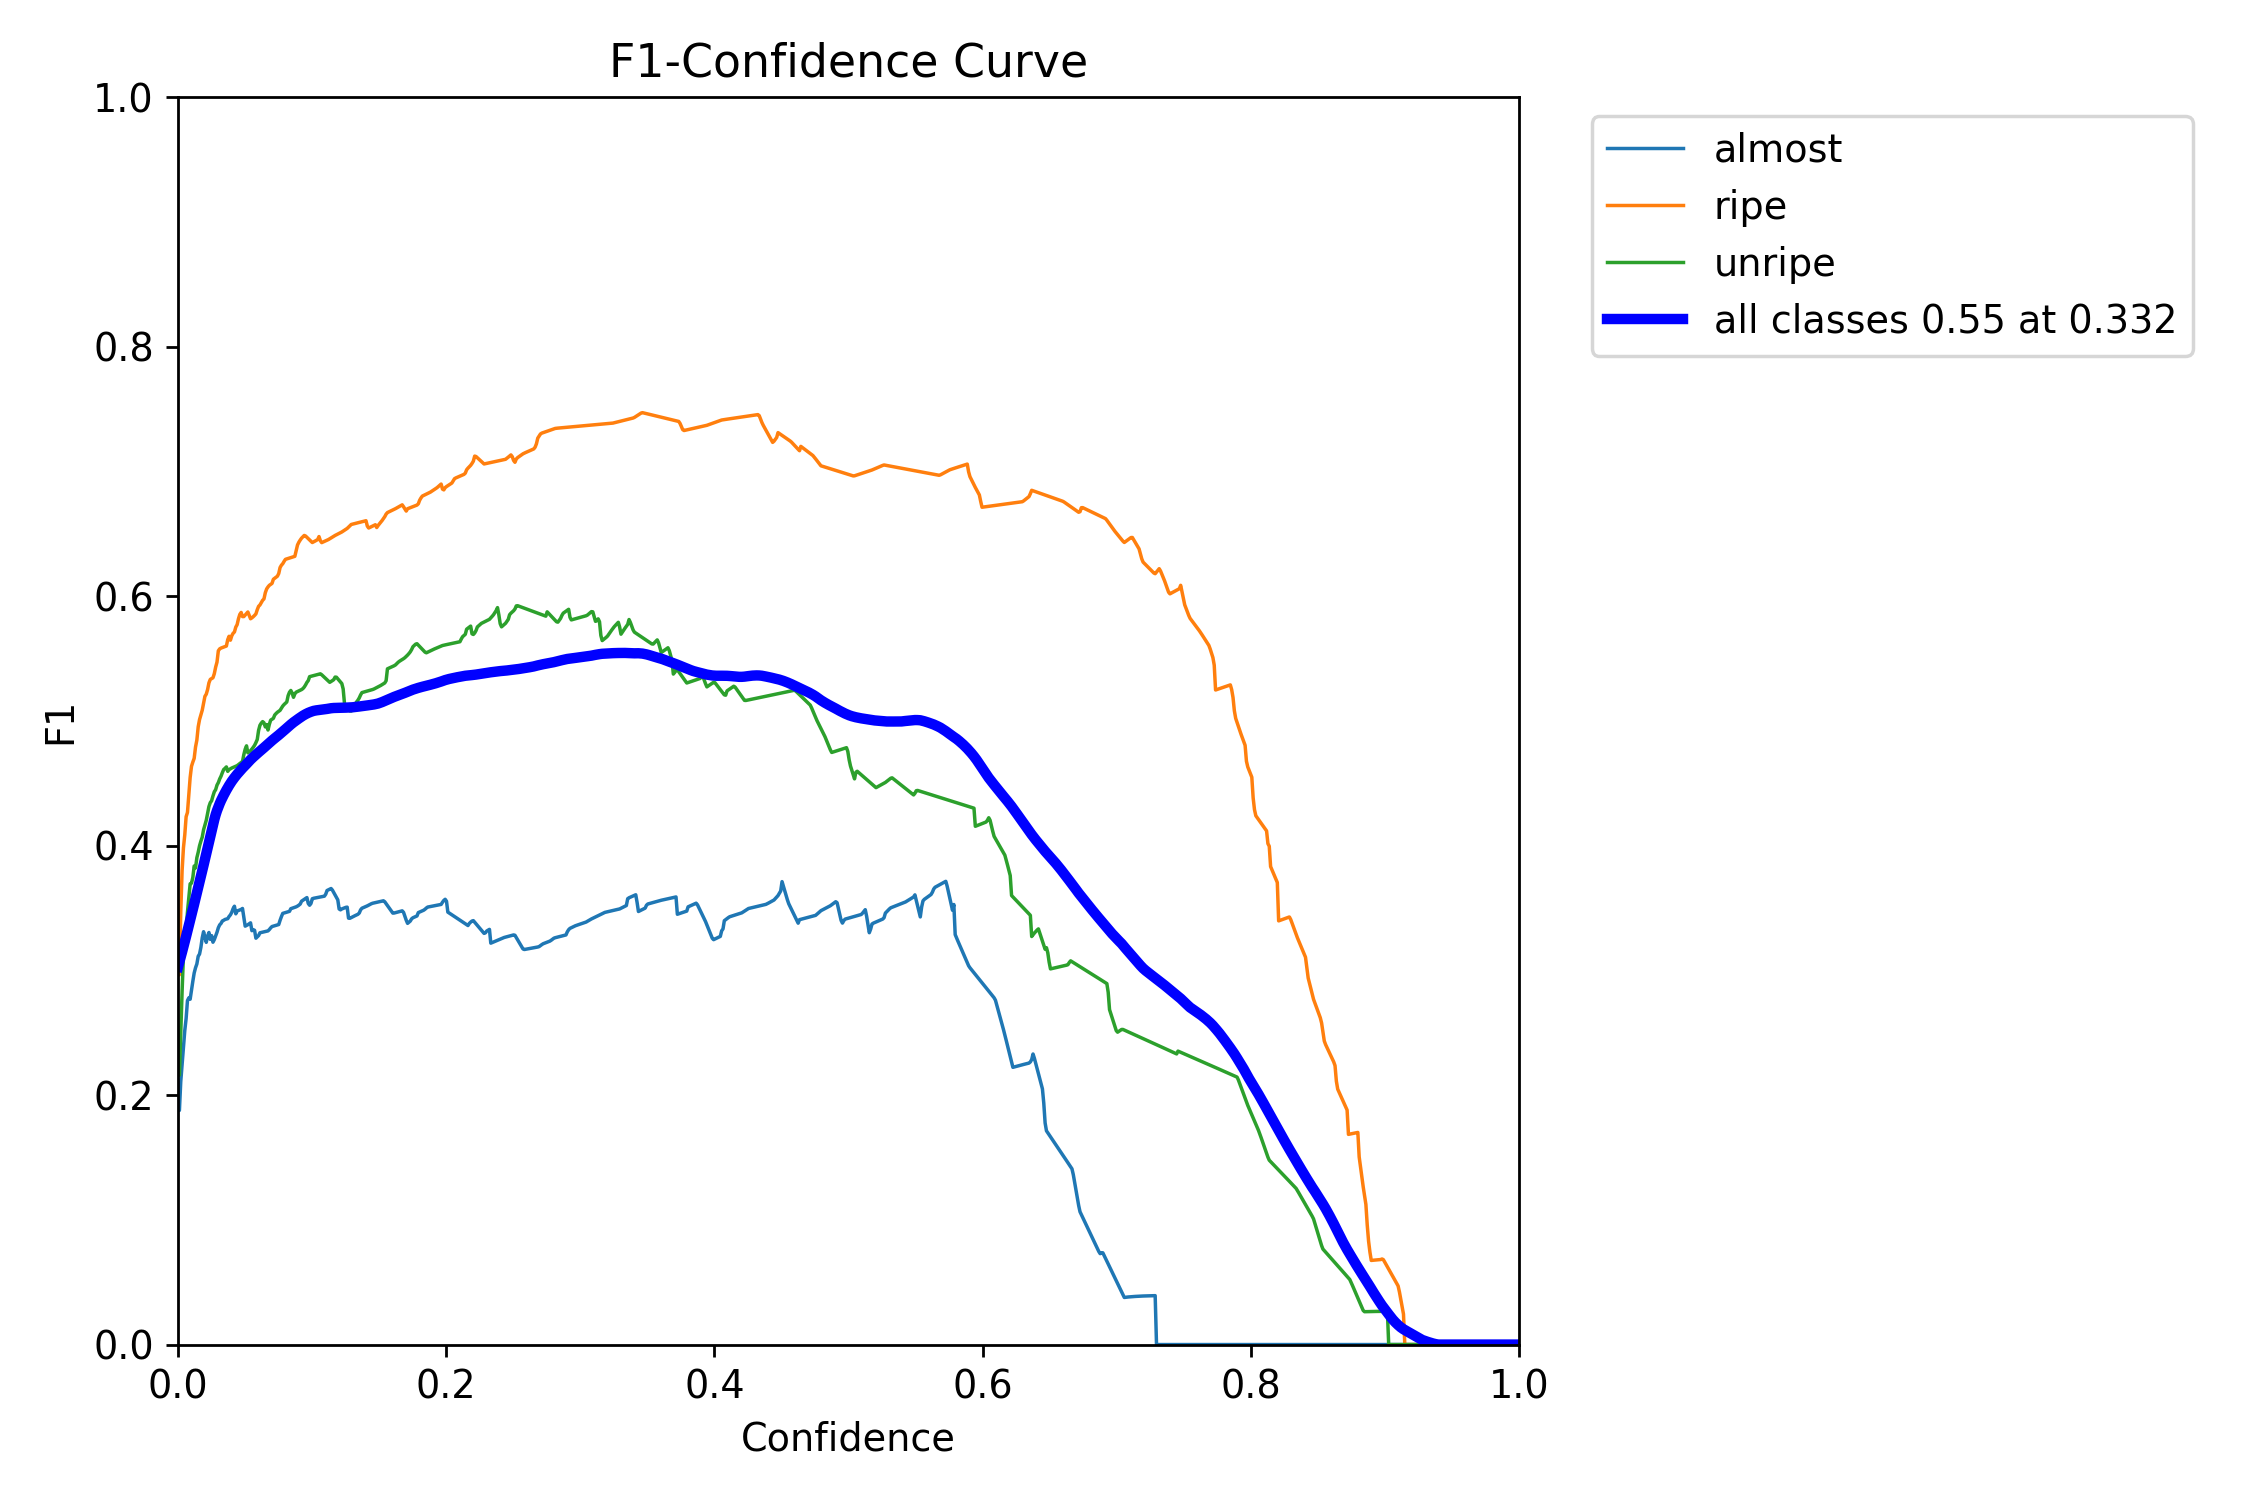 F1-Confidence Curve
1.0
0.8
0.6
0.4
0.2
0.0
F1
0.0 0.2 0.4 0.6 0.8 1.0
Confidence
almost
ripe
unripe
all classes 0.55 at 0.332